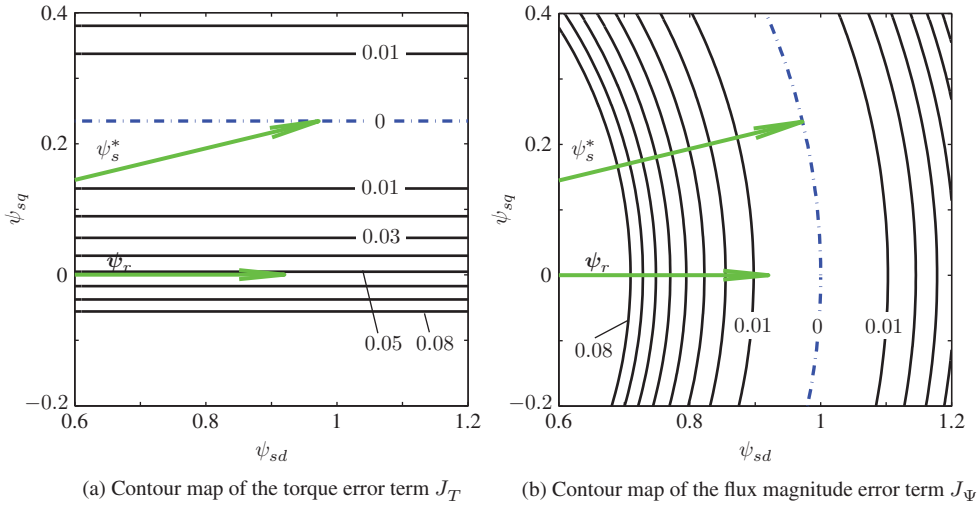 0.4
0.2
0
−0.2
ψsq
0.01
0
0.01
0.03
0.05
0.08
ψ*s
ψr
0.6
0.8
1
1.2
ψsd
(a) Contour map of the torque error term JT
0.4
0.2
0
−0.2
ψsq
ψ*s
ψr
0.08
0.01
0
0.01
0.6
0.8
1
1.2
ψsd
(b) Contour map of the flux magnitude error term JΨ